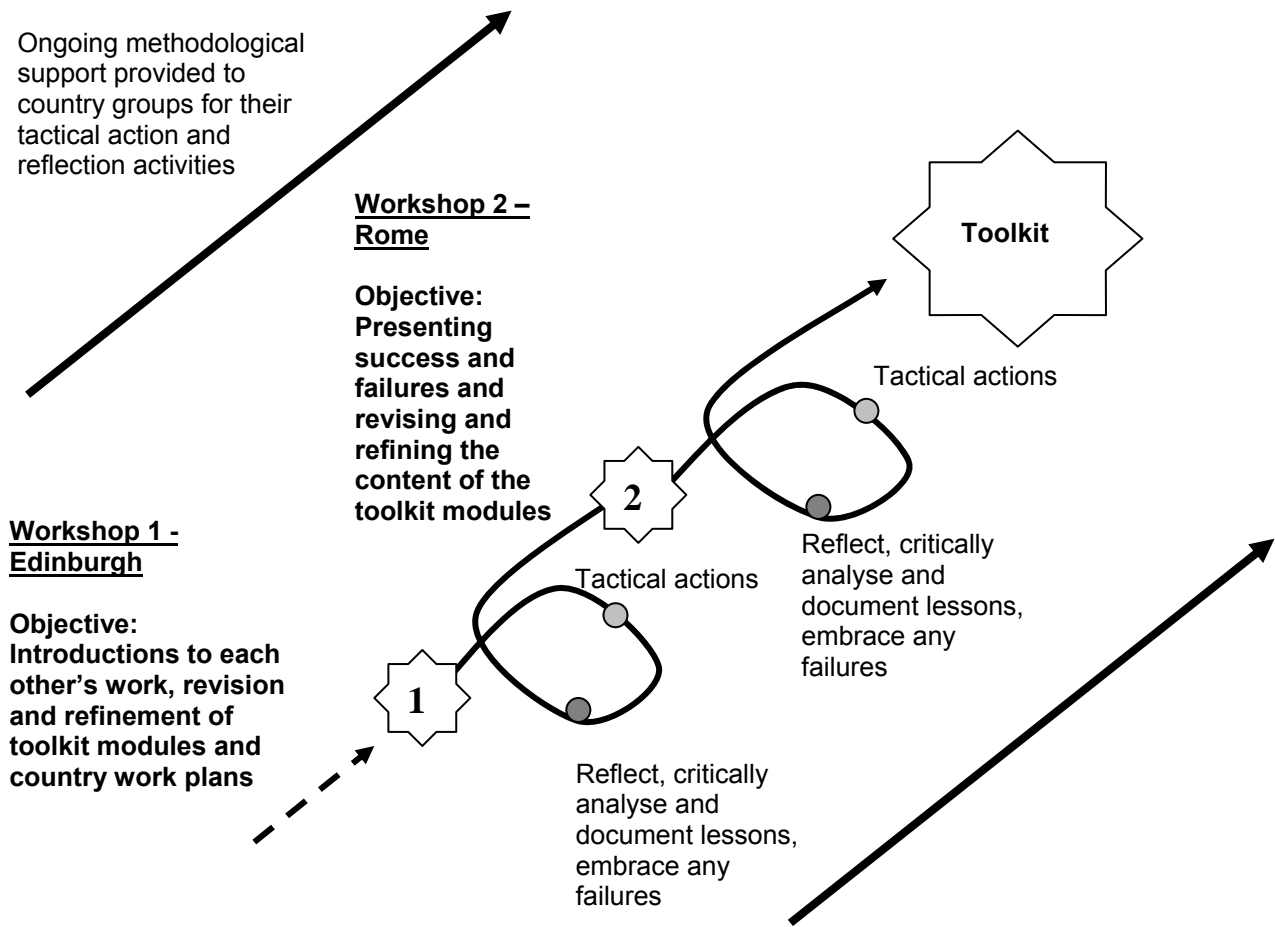 Ongoing methodological
support provided to
country groups for their
tactical action and
reflection activities
Workshop 2 –
Rome
Objective:
Presenting
success and
failures and
revising and
refining the
content of the
toolkit modules
Toolkit
Tactical actions
2
Reflect, critically
analyse and
document lessons,
embrace any
failures
Workshop 1 -
Edinburgh
Objective:
Introductions to each
other's work, revision
and refinement of
toolkit modules and
country work plans
Tactical actions
1
Reflect, critically
analyse and
document lessons,
embrace any
failures